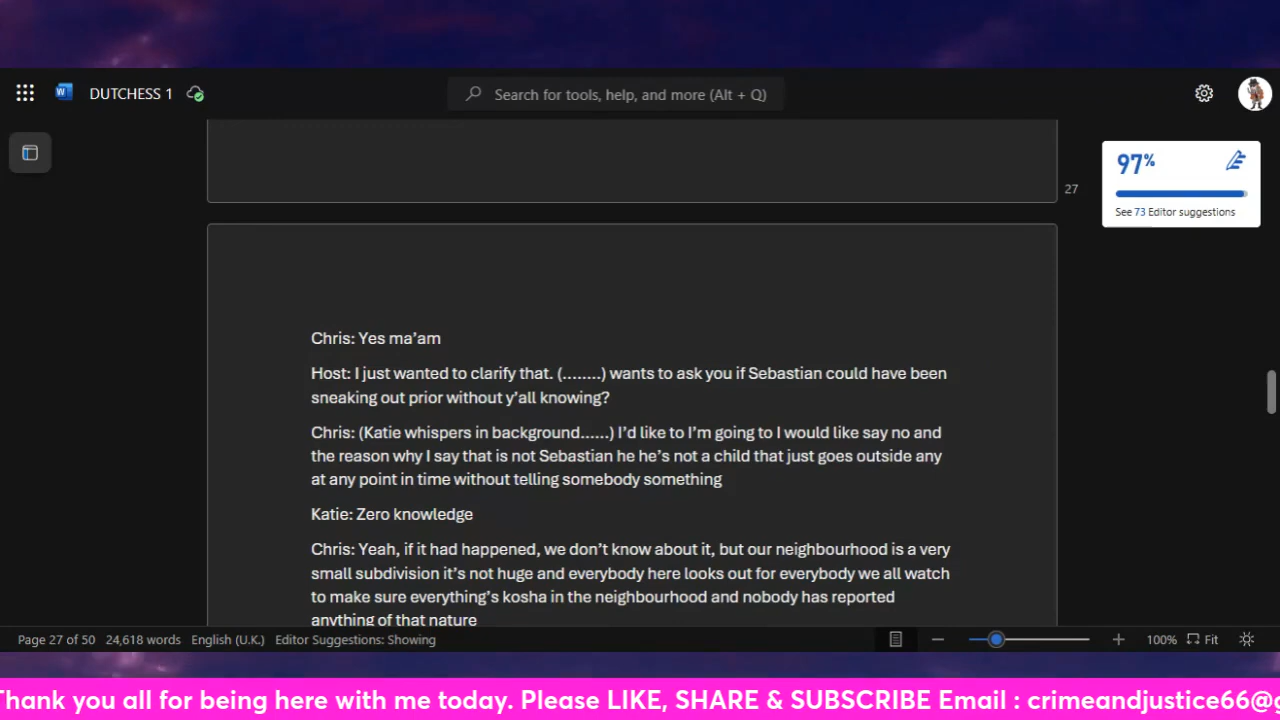 DUTCHESS 1
Search for tools, help, and more (Alt + Q)
97%
See 73 Editor suggestions
27
Chris: Yes ma’am
Host: I just wanted to clarify that. (........) wants to ask you if Sebastian could have been
sneaking out prior without y’all knowing?
Chris: (Katie whispers in background......) I’d like to I’m going to I would like say no and
the reason why I say that is not Sebastian he he’s not a child that just goes outside any
at any point in time without telling somebody something
Katie: Zero knowledge
Chris: Yeah, if it had happened, we don’t know about it, but our neighbourhood is a very
small subdivision it’s not huge and everybody here looks out for everybody we all watch
to make sure everything’s kosha in the neighbourhood and nobody has reported
anything of that nature
Page 27 of 50 24,618 words English (U.K.) Editor Suggestions: Showing 100% Fit
Thank you all for being here with me today. Please LIKE, SHARE & SUBSCRIBE Email : crimeandjustice66@